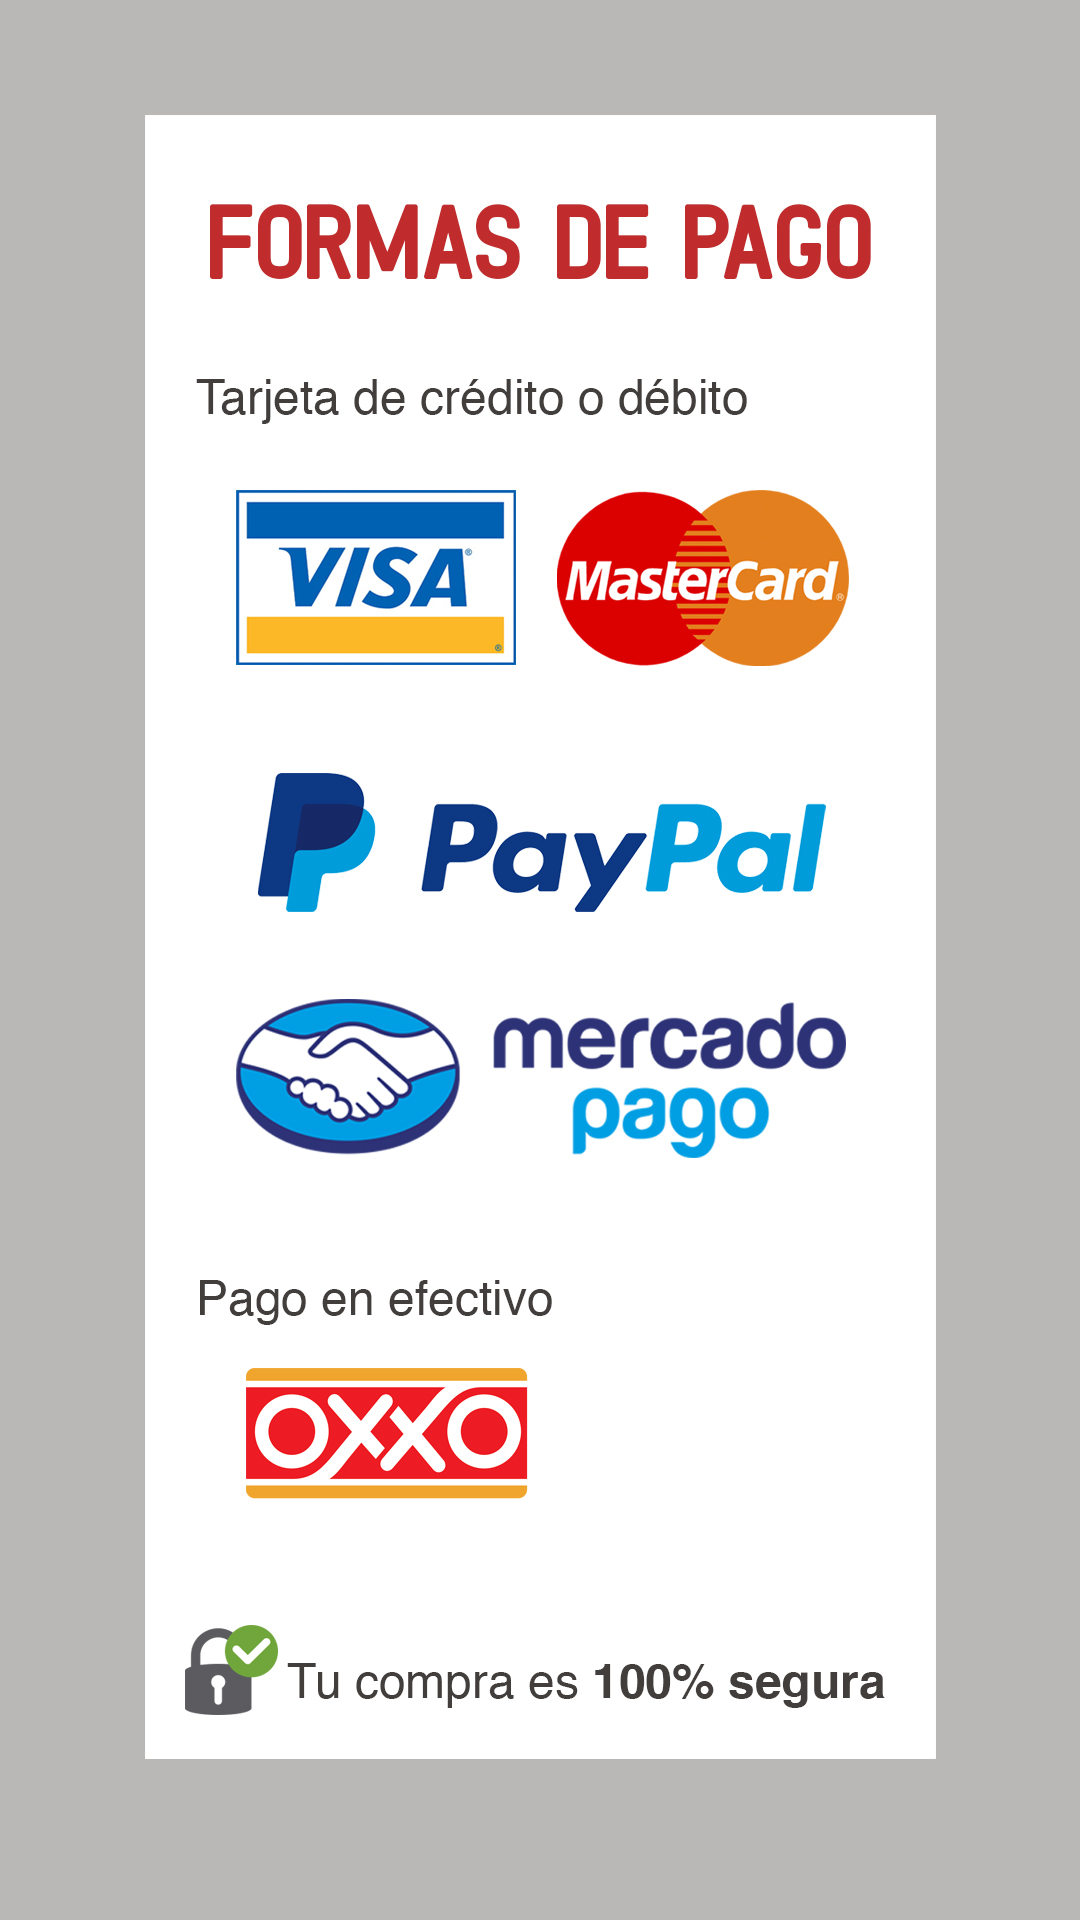 FORMAS DE PAGO
Tarjeta de crédito o débito
VISA®
®
MasterCard®
PayPal
mercado
pago
Pago en efectivo
OXXO
Tu compra es 100% segura